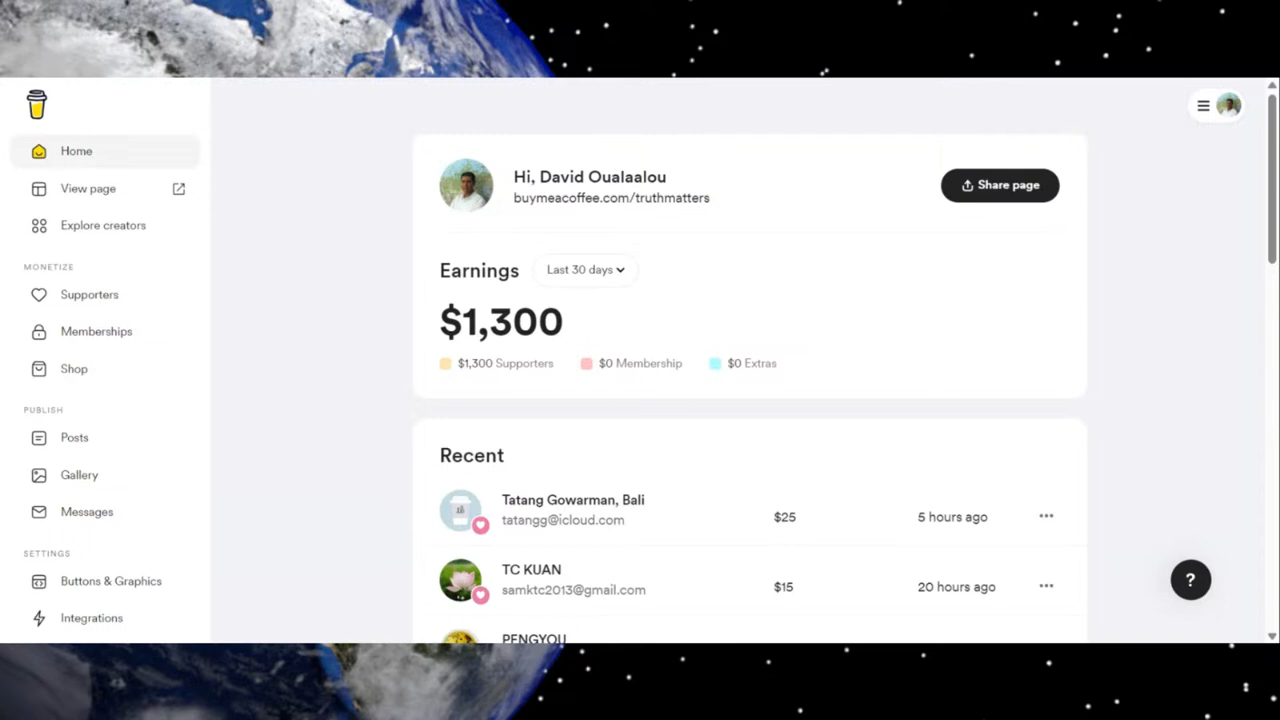 Home
View page
Explore creators
MONETIZE
Supporters
Memberships
Shop
PUBLISH
Posts
Gallery
Messages
SETTINGS
Buttons & Graphics
Integrations
Hi, David Oualaalou
buymeacoffee.com/truthmatters
Share page
Earnings
Last 30 days
$1,300
$1,300 Supporters $0 Membership $0 Extras
Recent
Tatang Gowarman, Bali
tatangg@icloud.com
$25
5 hours ago
TC KUAN
samktc2013@gmail.com
$15
20 hours ago
PENGYOU
?